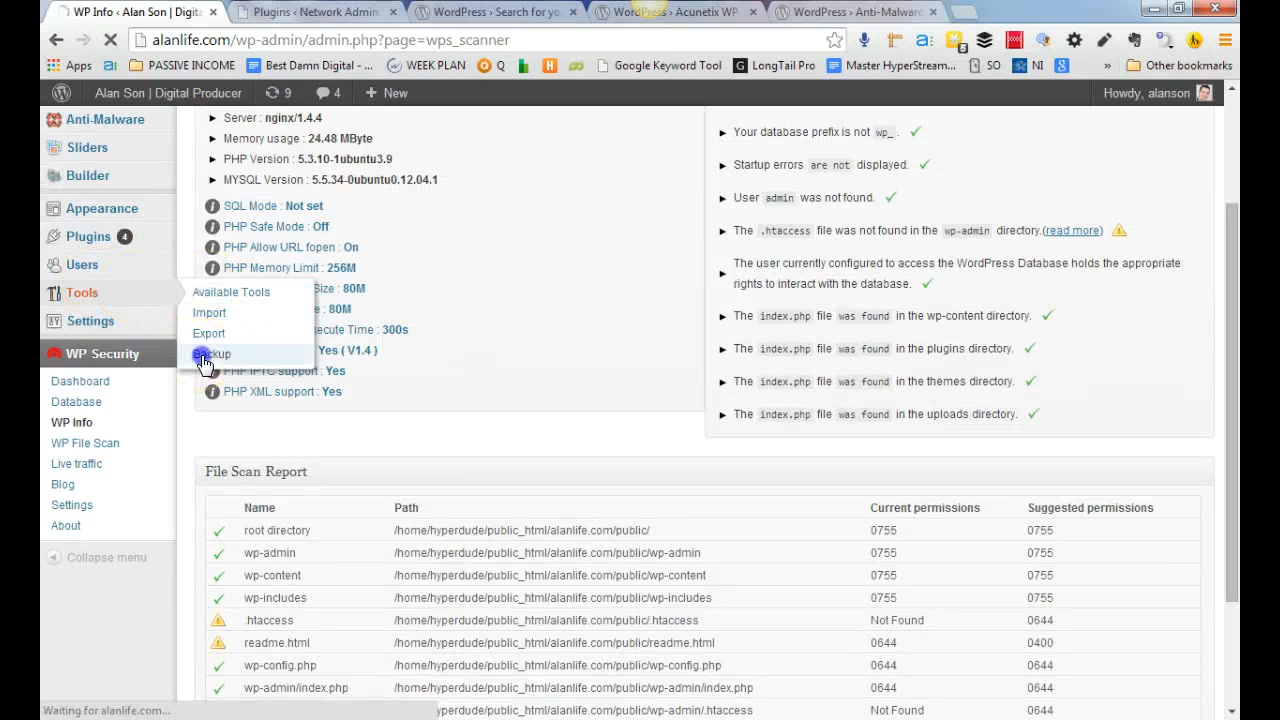 WP Info ‹ Alan Son | Digita
Plugins ‹ Network Admin:
WordPress › Search for yo
WordPress › Acunetix WP
WordPress › Anti-Malware
alanlife.com/wp-admin/admin.php?page=wps_scanner
Apps
PASSIVE INCOME
Best Damn Digital -
WEEK PLAN
Q
Google Keyword Tool
LongTail Pro
Master HyperStream...
SO
NI
»
Other bookmarks
Alan Son | Digital Producer
9
4
+ New
Howdy, alanson
Anti-Malware
Sliders
Builder
Appearance
Plugins 4
Users
Tools
Settings
WP Security
Dashboard
Database
WP Info
WP File Scan
Live traffic
Blog
Settings
About
Collapse menu
Available Tools
Import
Export
Backup
Server : nginx/1.4.4
Memory usage : 24.48 MByte
PHP Version : 5.3.10-1ubuntu3.9
MYSQL Version : 5.5.34-0ubuntu0.12.04.1
SQL Mode : Not set
PHP Safe Mode : Off
PHP Allow URL fopen : On
PHP Memory Limit : 256M
Size : 80M
: 80M
Execute Time : 300s
Yes ( V1.4 )
PHP IPTC support : Yes
PHP XML support : Yes
Your database prefix is not wp_ .
Startup errors are not displayed.
User admin was not found.
The .htaccess file was not found in the wp-admin directory.(read more)
The user currently configured to access the WordPress Database holds the appropriate
rights to interact with the database.
The index.php file was found in the wp-content directory.
The index.php file was found in the plugins directory.
The index.php file was found in the themes directory.
The index.php file was found in the uploads directory.
File Scan Report
Name Path Current permissions Suggested permissions
root directory /home/hyperdude/public_html/alanlife.com/public/ 0755 0755
wp-admin /home/hyperdude/public_html/alanlife.com/public/wp-admin 0755 0755
wp-content /home/hyperdude/public_html/alanlife.com/public/wp-content 0755 0755
wp-includes /home/hyperdude/public_html/alanlife.com/public/wp-includes 0755 0755
.htaccess /home/hyperdude/public_html/alanlife.com/public/.htaccess Not Found 0644
readme.html /home/hyperdude/public_html/alanlife.com/public/readme.html 0644 0400
wp-config.php /home/hyperdude/public_html/alanlife.com/public/wp-config.php 0644 0644
wp-admin/index.php /home/hyperdude/public_html/alanlife.com/public/wp-admin/index.php 0644 0644
/home/hyperdude/public_html/alanlife.com/public/wp-admin/.htaccess Not Found 0644
Waiting for alanlife.com...